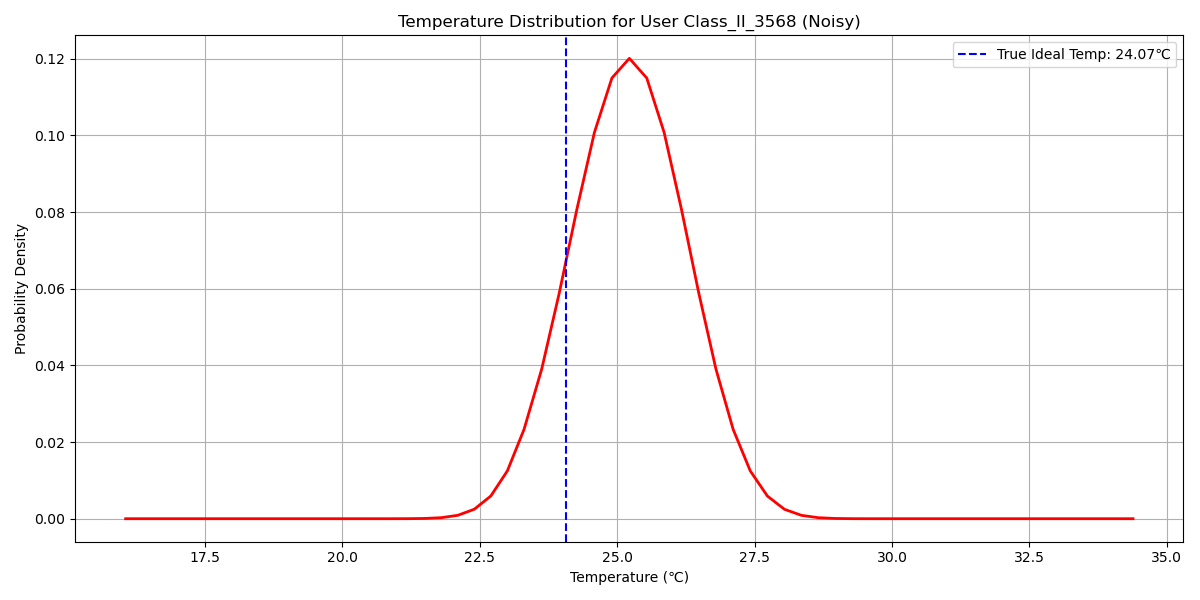 Temperature Distribution for User Class_II_3568 (Noisy)
True Ideal Temp: 24.07℃
Probability Density
0.12
0.10
0.08
0.06
0.04
0.02
0.00
17.5 20.0 22.5 25.0 27.5 30.0 32.5 35.0
Temperature (℃)